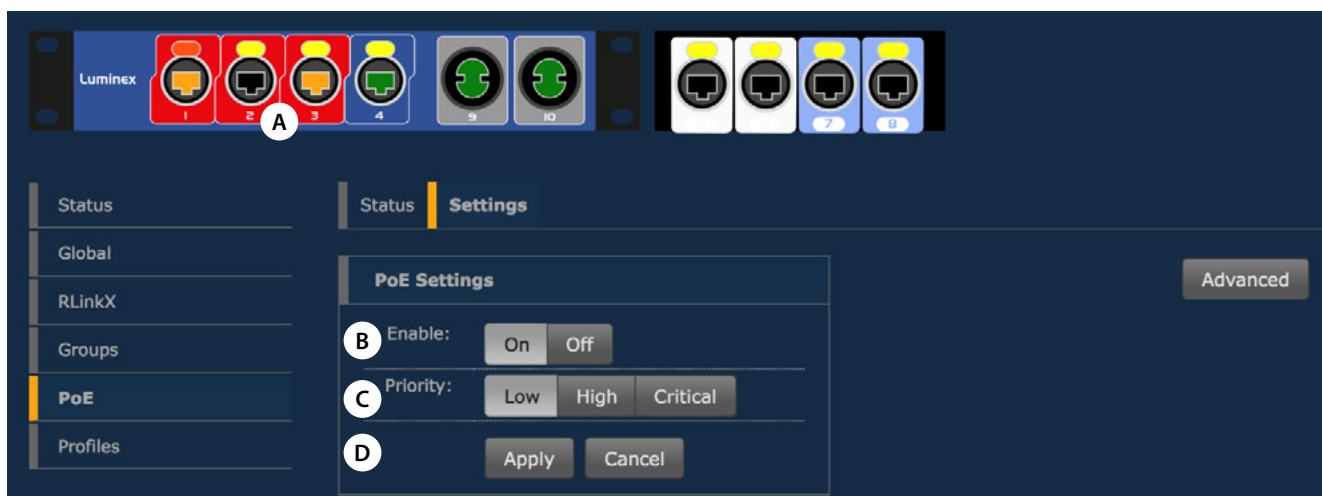 Luminex
1 2 A 3 4 9 10 7 8
Status
Global
RLinkX
Groups
PoE
Profiles
Status Settings
PoE Settings
Advanced
B Enable: On Off
C Priority: Low High Critical
D Apply Cancel